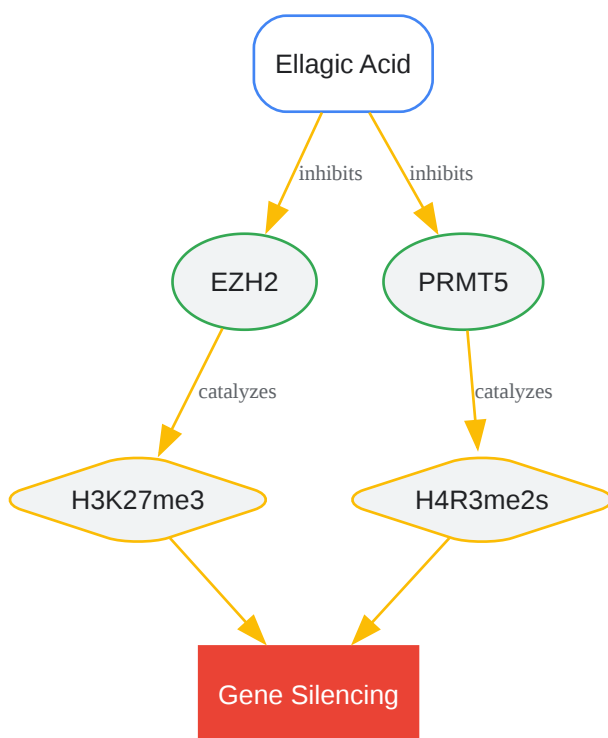 Ellagic Acid
inhibits
inhibits
EZH2
PRMT5
catalyzes
catalyzes
H3K27me3
H4R3me2s
Gene Silencing